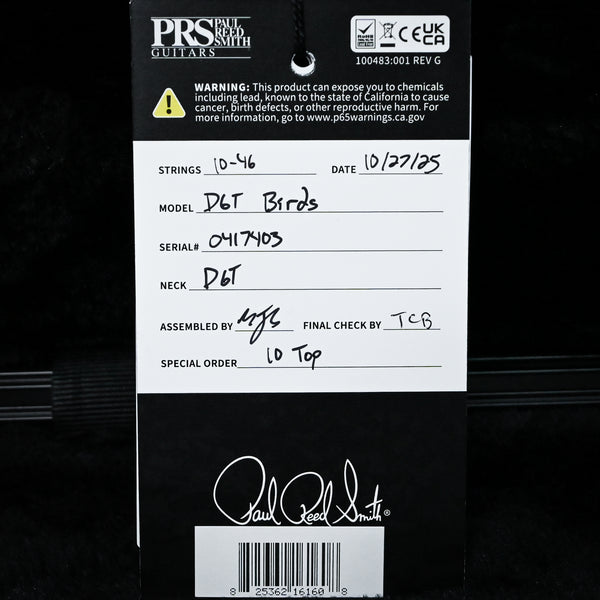 PRS PAUL REED SMITH
GUITARS
UK CA
100483:001 REV G
WARNING: This product can expose you to chemicals
including lead, known to the state of California to cause
cancer, birth defects, or other reproductive harm. For
more information, go to www.p65warnings.ca.gov
STRINGS 10-46 DATE 10/27/25
MODEL DGT Birds
SERIAL# 0417403
NECK DGT
ASSEMBLED BY FINAL CHECK BY TCB
SPECIAL ORDER 10 Top
Paul Reed Smith®
8 25362 16160 8